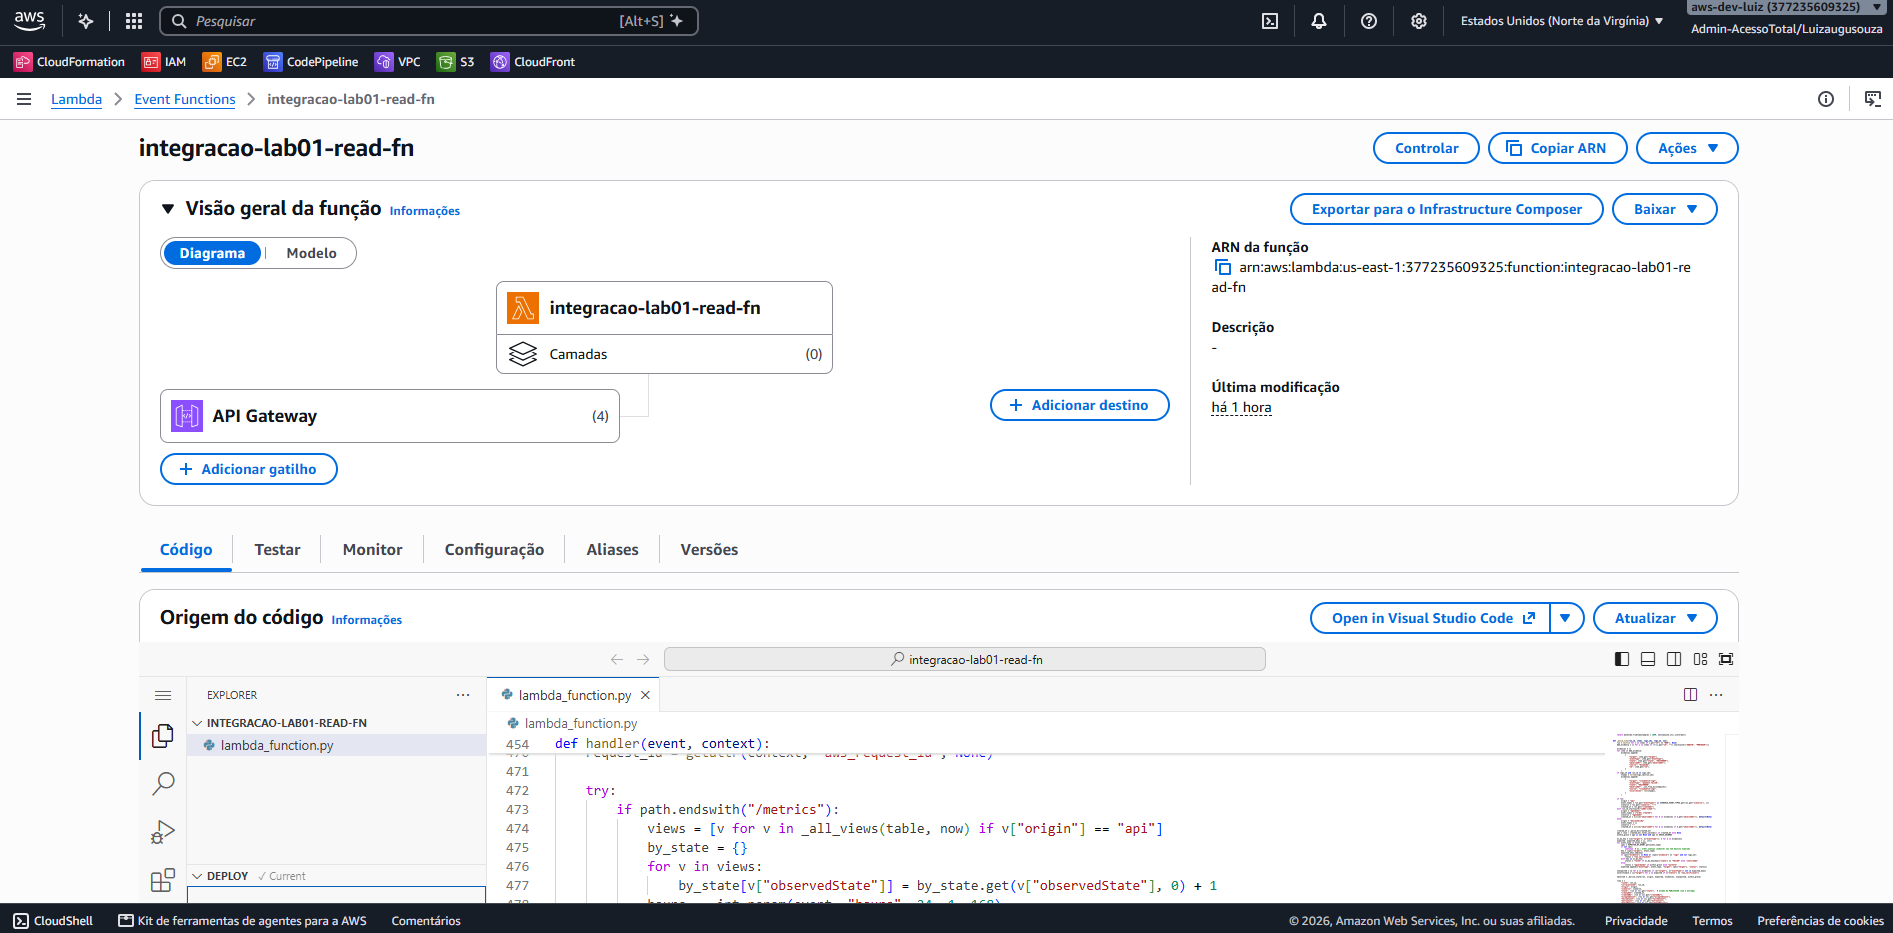 aws
Pesquisar
[Alt+S]
Estados Unidos (Norte da Virgínia)
aws-dev-luiz (377235609325)
Admin-AcessoTotal/Luizaugusouza
CloudFormation
IAM
EC2
CodePipeline
VPC
S3
CloudFront
Lambda
Event Functions
integracao-lab01-read-fn
integracao-lab01-read-fn
Controlar
Copiar ARN
Ações
Visão geral da função
Informações
Exportar para o Infrastructure Composer
Baixar
Diagrama
Modelo
integracao-lab01-read-fn
Camadas
(0)
API Gateway
(4)
Adicionar gatilho
Adicionar destino
ARN da função
arn:aws:lambda:us-east-1:377235609325:function:integracao-lab01-re
ad-fn
Descrição
-
Última modificação
há 1 hora
Código
Testar
Monitor
Configuração
Aliases
Versões
Origem do código
Informações
Open in Visual Studio Code
Atualizar
integracao-lab01-read-fn
EXPLORER
INTEGRACAO-LAB01-READ-FN
lambda_function.py
DEPLOY
Current
lambda_function.py
lambda_function.py
454 def handler(event, context):
471
472 try:
473 if path.endswith("/metrics"):
474 views = [v for v in _all_views(table, now) if v["origin"] == "api"]
475 by_state = {}
476 for v in views:
477 by_state[v["observedState"]] = by_state.get(v["observedState"], 0) + 1
CloudShell
Kit de ferramentas de agentes para a AWS
Comentários
© 2026, Amazon Web Services, Inc. ou suas afiliadas.
Privacidade
Termos
Preferências de cookies